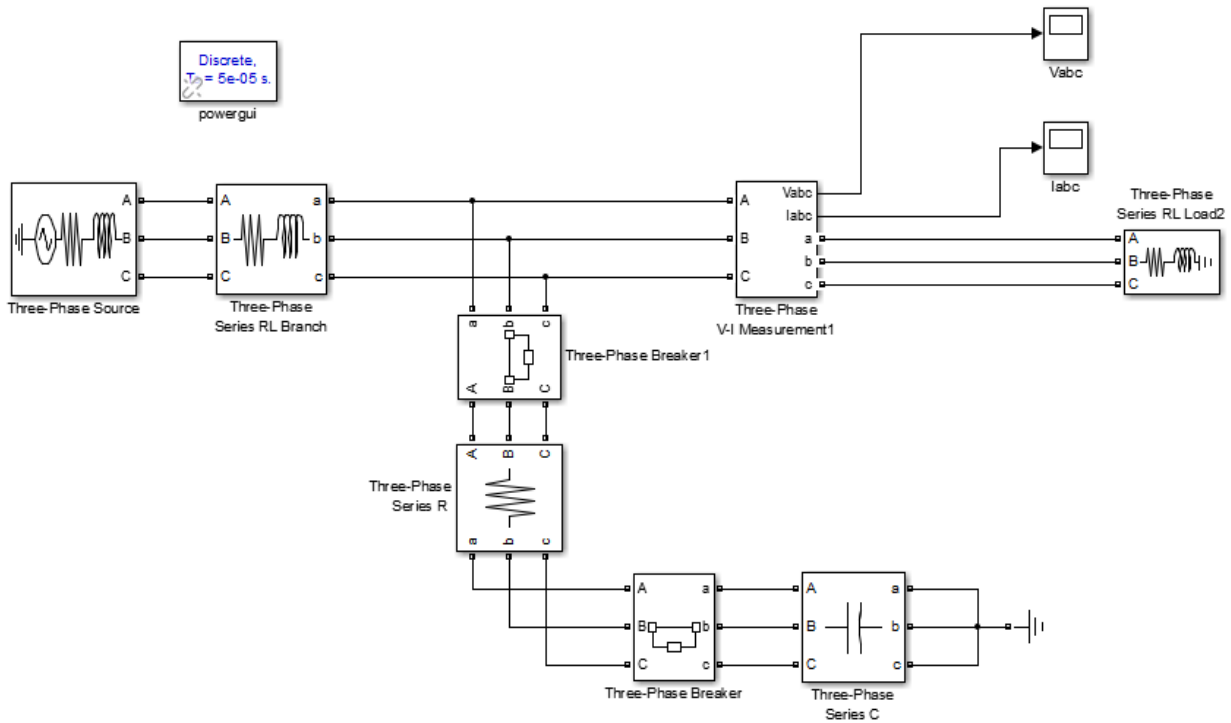 Discrete,
= 5e-05 s.
powergui
Vabc
Iabc
A
B
C
Three-Phase Source
A
B
C
a
b
c
Three-Phase
Series RL Branch
A
B
C
Vabc
Iabc
a
b
c
Three-Phase
V-I Measurement1
Three-Phase
Series RL Load2
A
B
C
a
b
c
A
B
C
Three-Phase Breaker1
A
B
C
a
b
c
Three-Phase
Series R
A
B
C
a
b
c
Three-Phase Breaker
A
B
C
a
b
c
Three-Phase
Series C